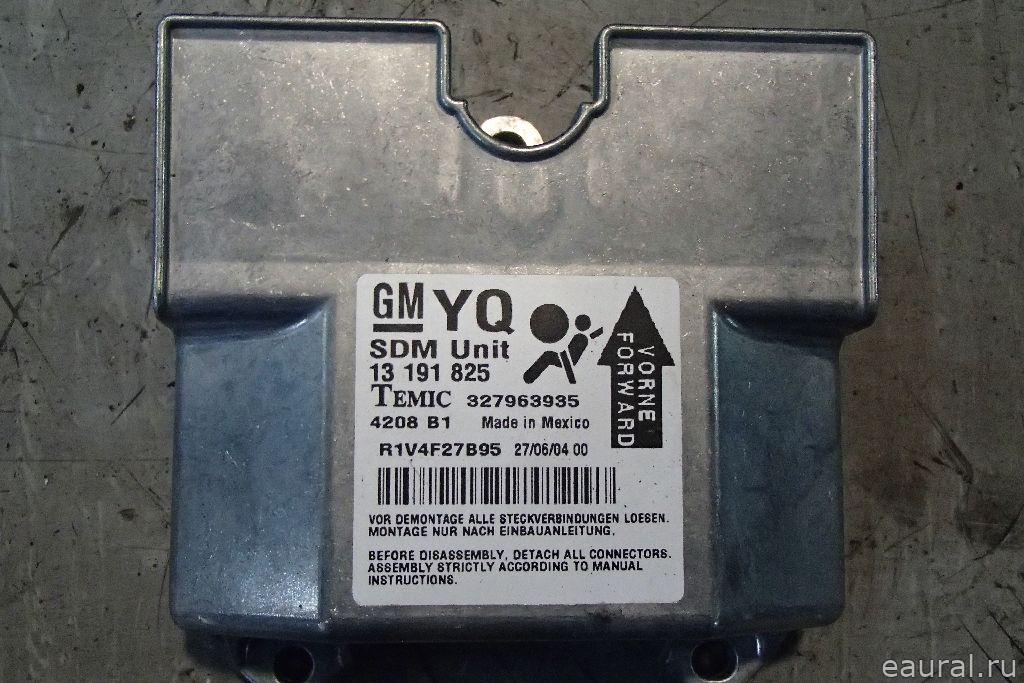 GM YQ
SDM Unit
13 191 825
TEMIC 327963935
4208 B1 Made in Mexico
R1V4F27B95 27/06/04 00
VORNE
FORWARD
VOR DEMONTAGE ALLE STECKVERBINDUNGEN LOESEN.
MONTAGE NUR NACH EINBAUANLEITUNG.
BEFORE DISASSEMBLY, DETACH ALL CONNECTORS.
ASSEMBLY STRICTLY ACCORDING TO MANUAL
INSTRUCTIONS.
eaural.ru